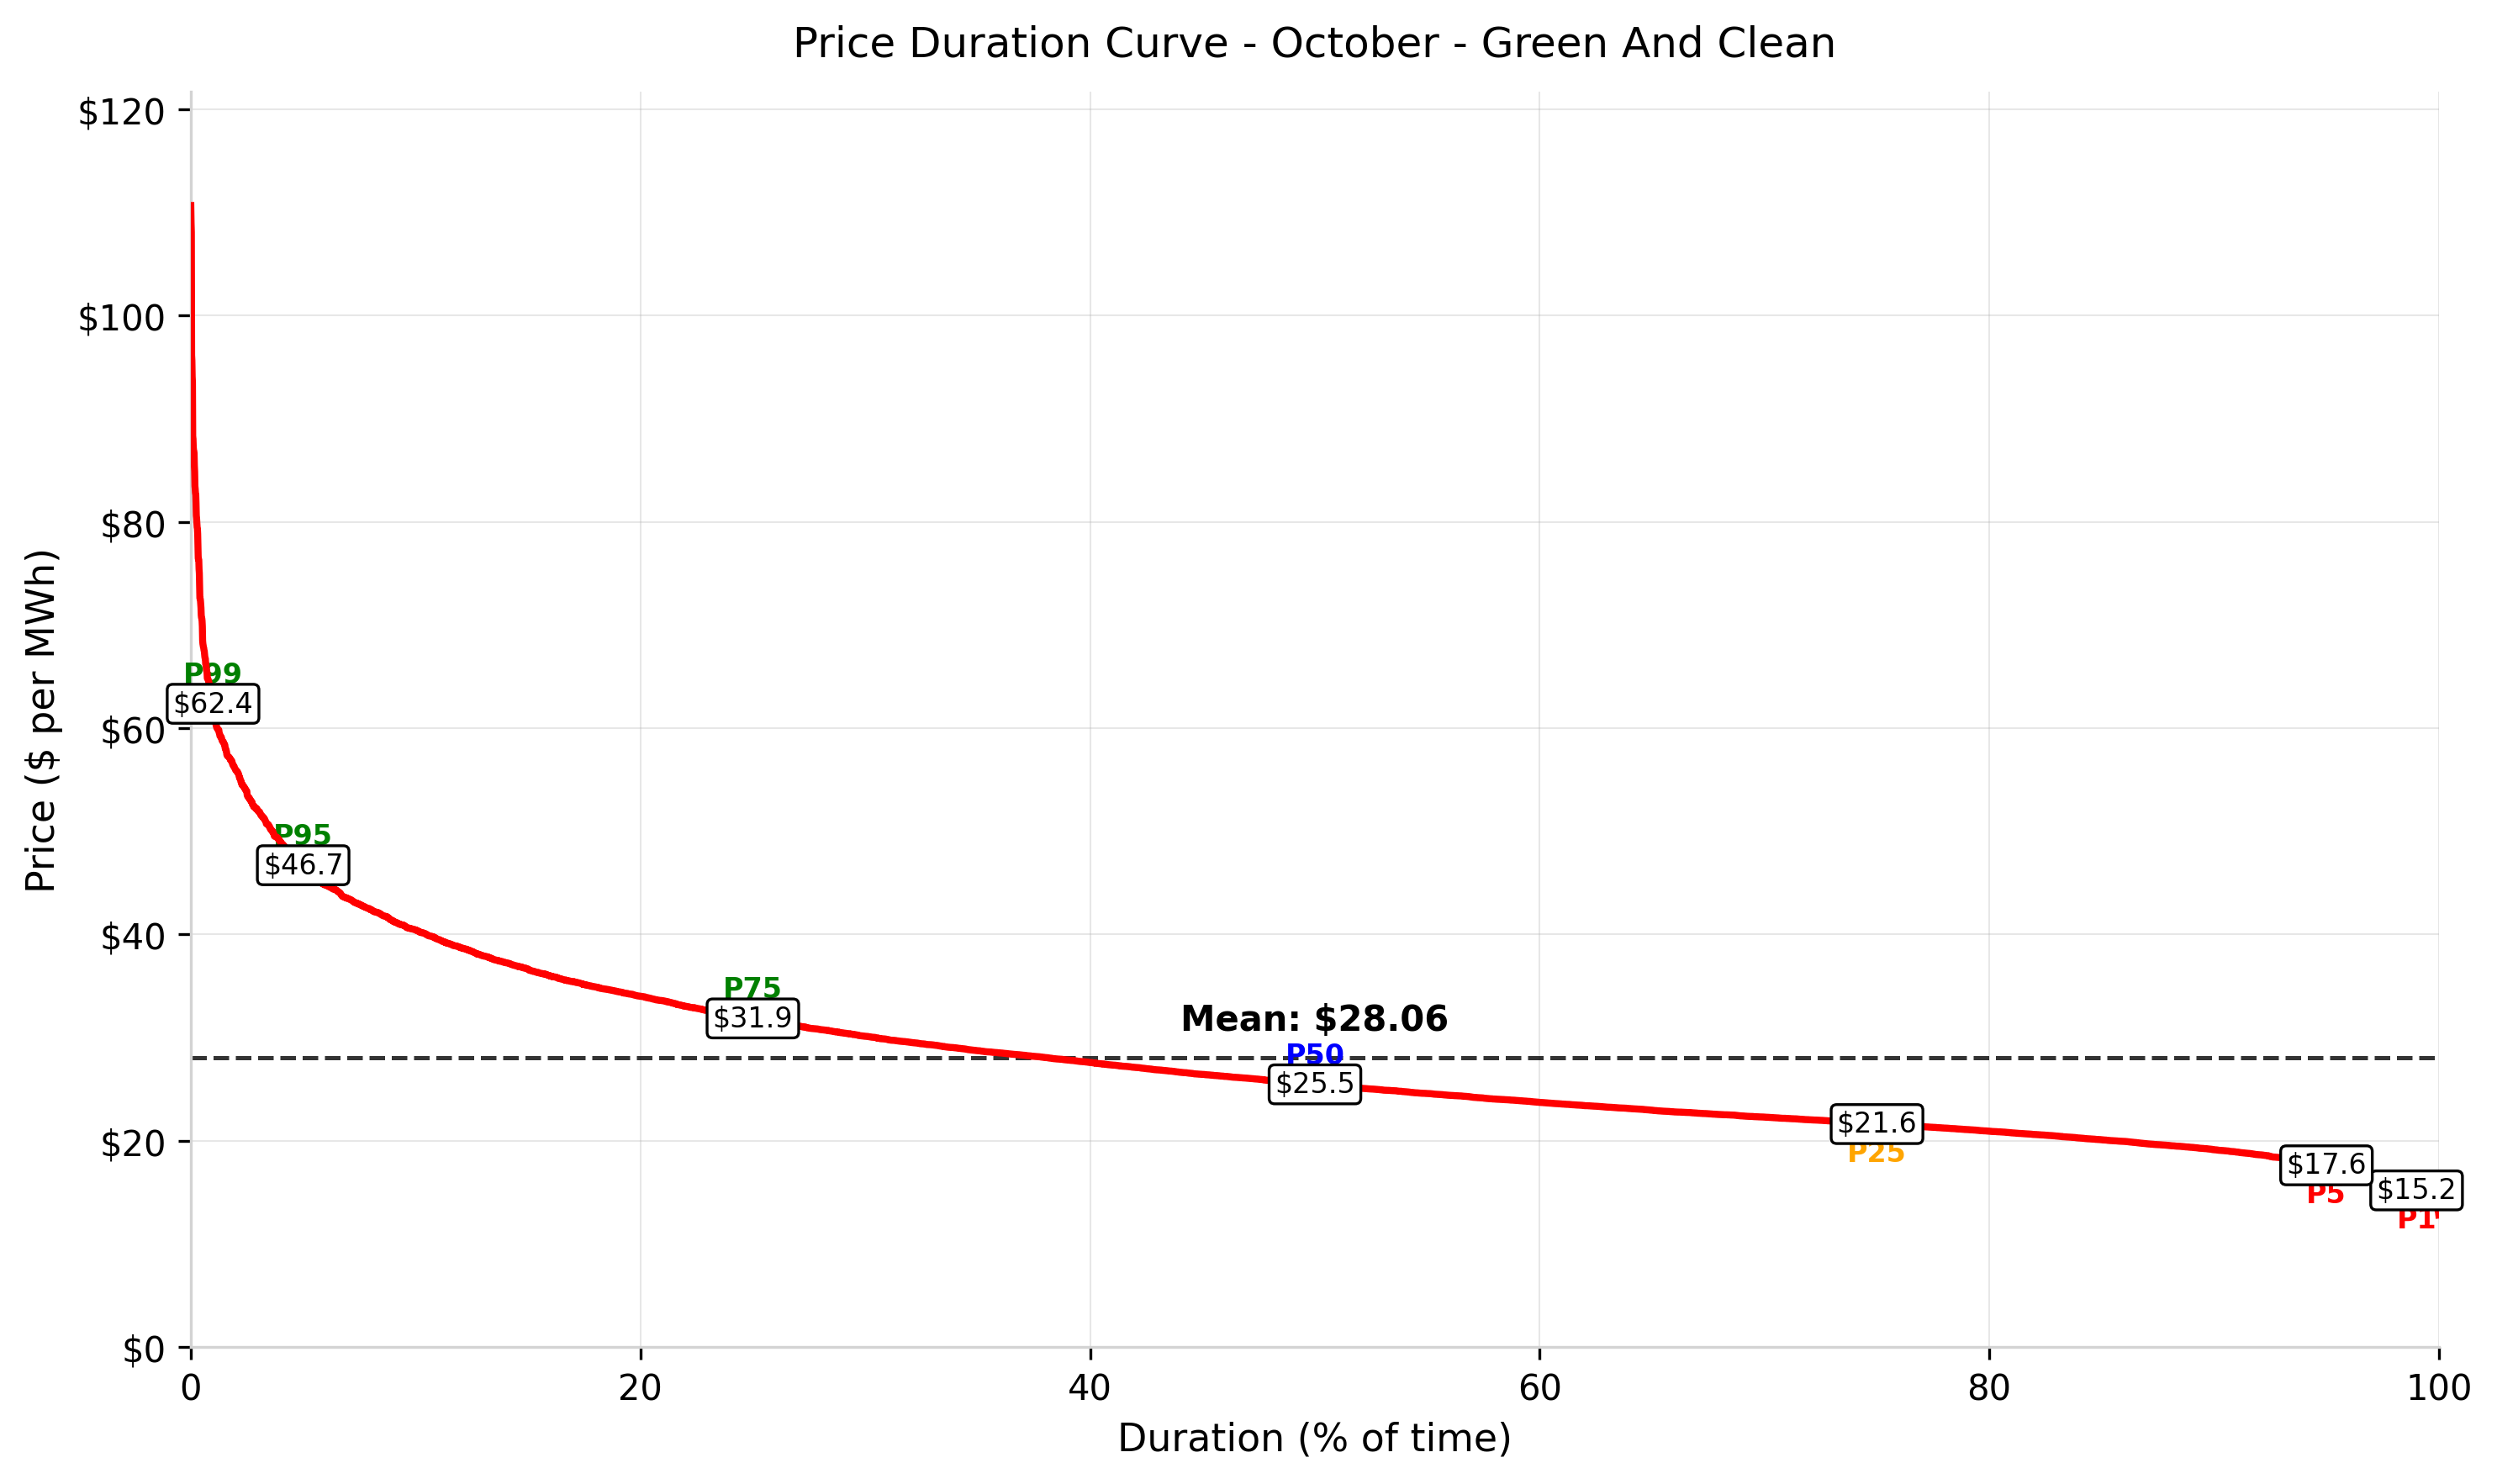 Price Duration Curve - October - Green And Clean
Price ($ per MWh)
$120
$100
$80
$60
$40
$20
$0
P99
$62.4
P95
$46.7
P75
$31.9
Mean: $28.06
P50
$25.5
$21.6
P25
$17.6
P5
$15.2
P1
0
20
40
60
80
100
Duration (% of time)